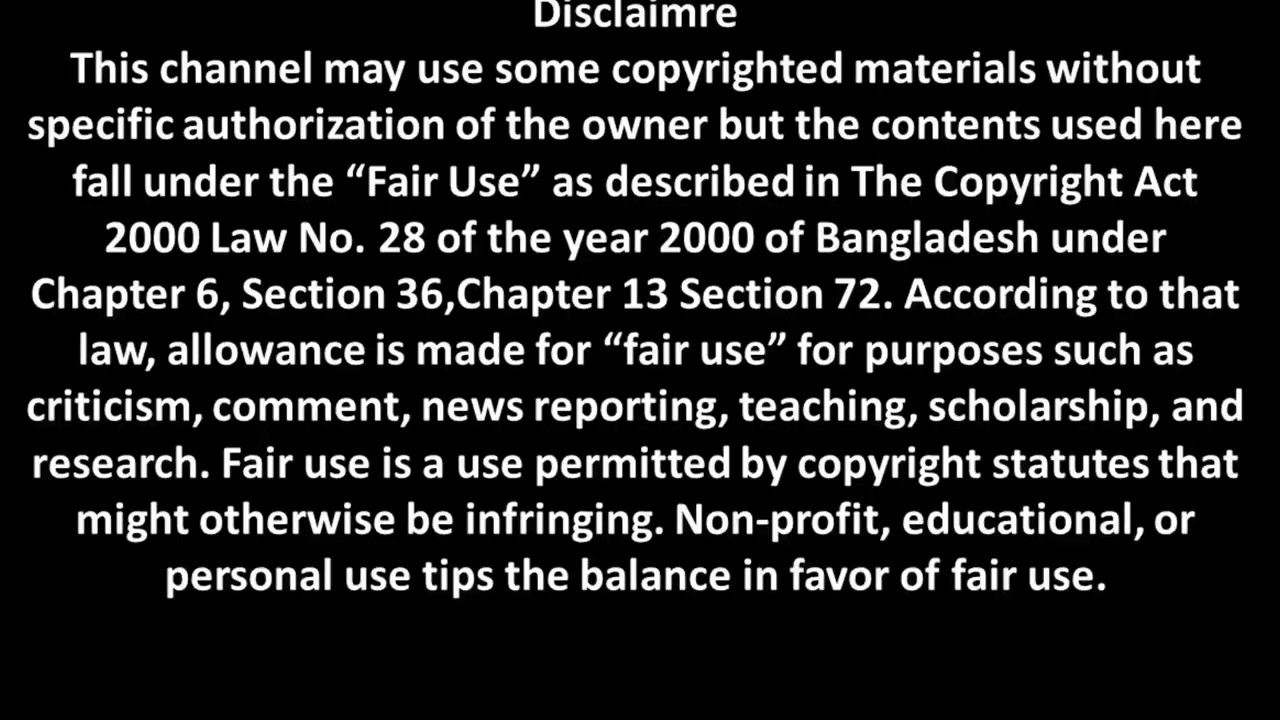 Disclaimre
This channel may use some copyrighted materials without
specific authorization of the owner but the contents used here
fall under the “Fair Use” as described in The Copyright Act
2000 Law No. 28 of the year 2000 of Bangladesh under
Chapter 6, Section 36,Chapter 13 Section 72. According to that
law, allowance is made for “fair use” for purposes such as
criticism, comment, news reporting, teaching, scholarship, and
research. Fair use is a use permitted by copyright statutes that
might otherwise be infringing. Non-profit, educational, or
personal use tips the balance in favor of fair use.